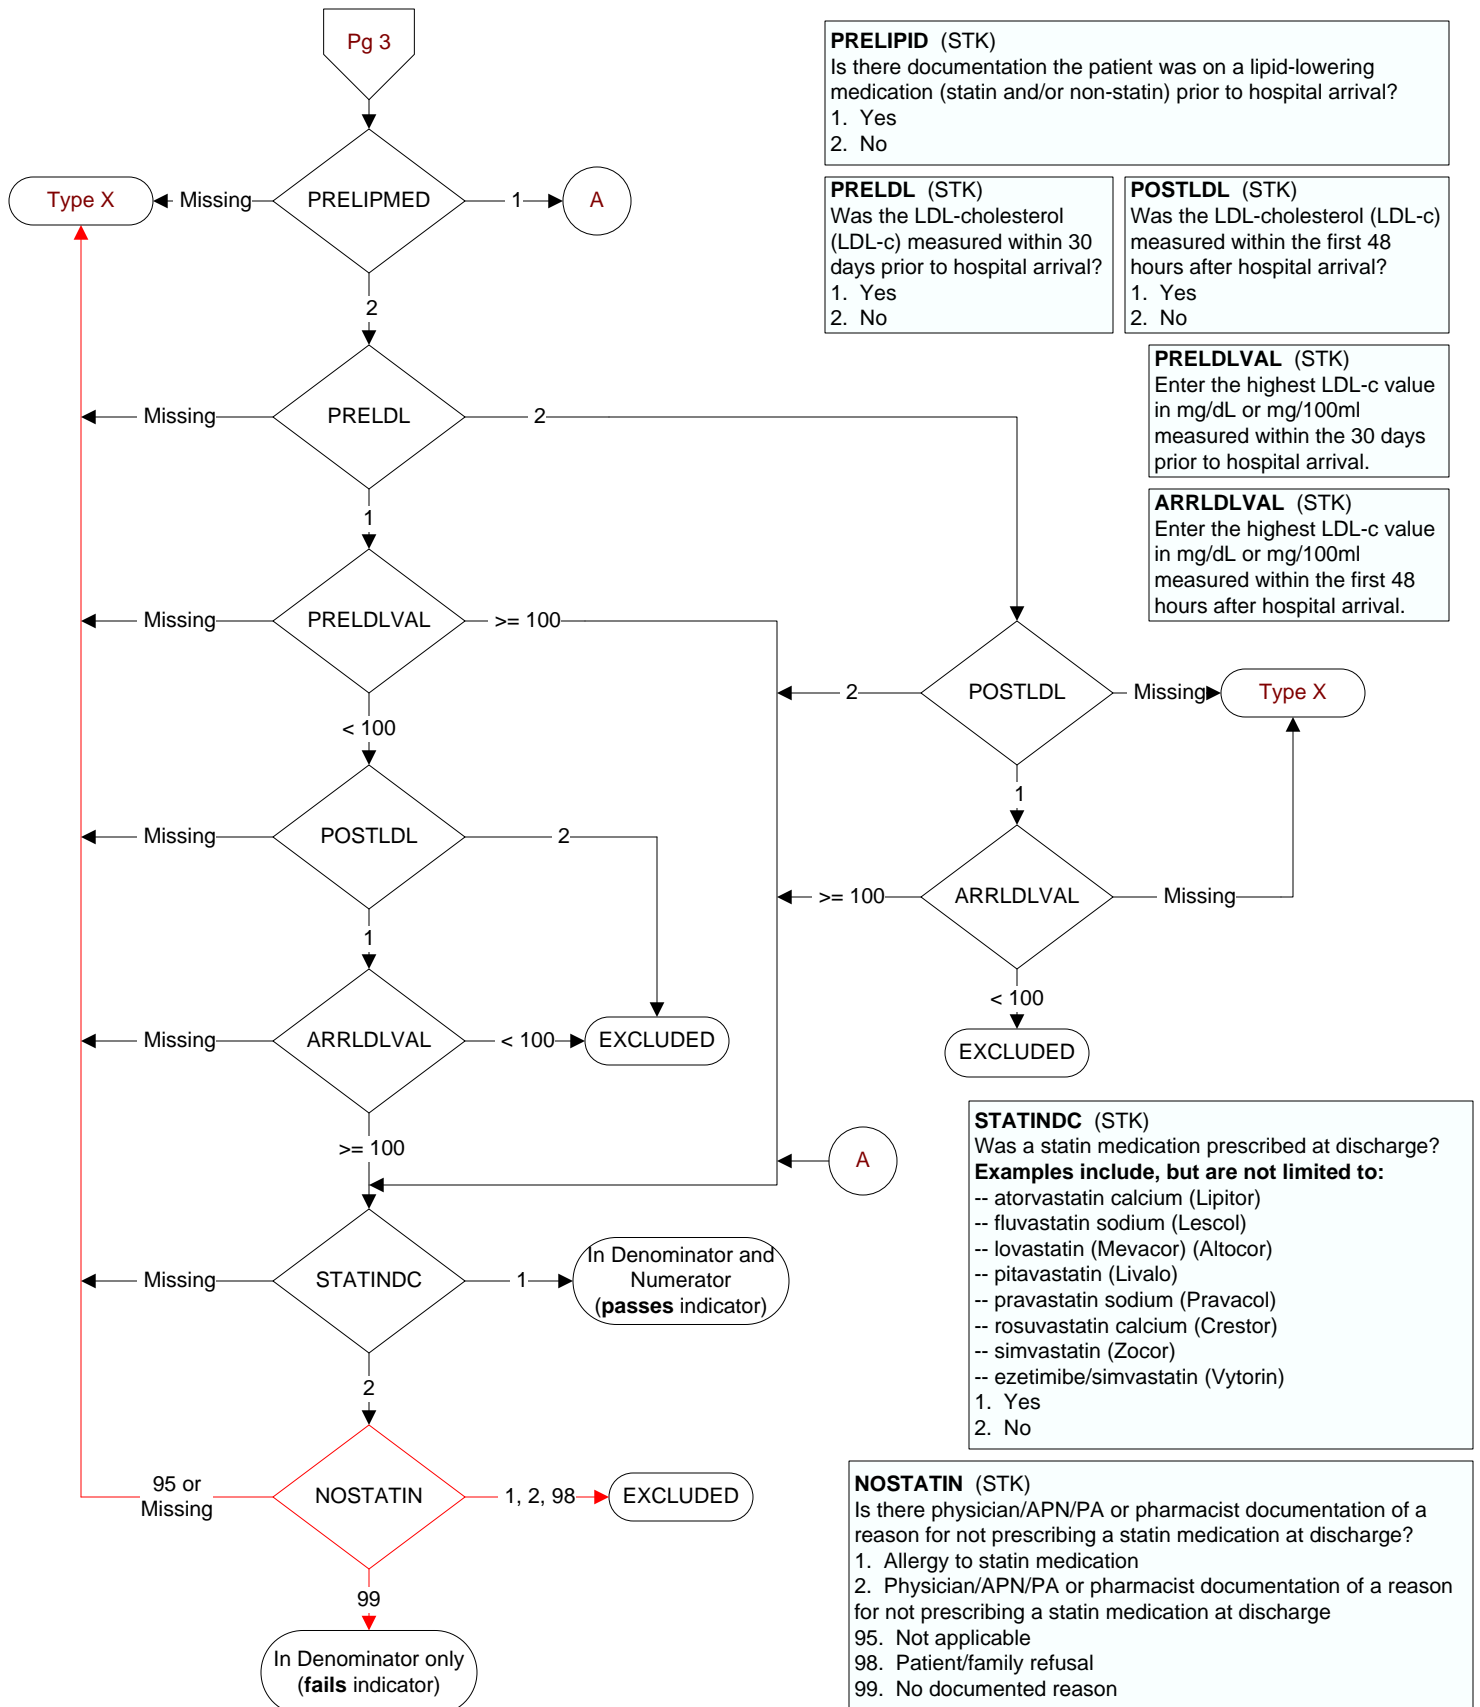 Pg 3
PRELIPID (STK)
Is there documentation the patient was on a lipid-lowering
medication (statin and/or non-statin) prior to hospital arrival?
1. Yes
2. No
Type X
Missing
PRELIPMED
1
A
PRELDL (STK)
Was the LDL-cholesterol
(LDL-c) measured within 30
days prior to hospital arrival?
1. Yes
2. No
POSTLDL (STK)
Was the LDL-cholesterol (LDL-c)
measured within the first 48
hours after hospital arrival?
1. Yes
2. No
2
PRELDLVAL (STK)
Enter the highest LDL-c value
in mg/dL or mg/100ml
measured within the 30 days
prior to hospital arrival.
Missing
PRELDL
2
1
ARRLDLVAL (STK)
Enter the highest LDL-c value
in mg/dL or mg/100ml
measured within the first 48
hours after hospital arrival.
Missing
PRELDLVAL
>= 100
< 100
2
POSTLDL
Missing
Type X
1
Missing
POSTLDL
2
1
>= 100
ARRLDLVAL
Missing
< 100
EXCLUDED
Missing
ARRLDLVAL
< 100
EXCLUDED
>= 100
A
STATINDC (STK)
Was a statin medication prescribed at discharge?
Examples include, but are not limited to:
-- atorvastatin calcium (Lipitor)
-- fluvastatin sodium (Lescol)
-- lovastatin (Mevacor) (Altocor)
-- pitavastatin (Livalo)
-- pravastatin sodium (Pravacol)
-- rosuvastatin calcium (Crestor)
-- simvastatin (Zocor)
-- ezetimibe/simvastatin (Vytorin)
1. Yes
2. No
Missing
STATINDC
1
In Denominator and
Numerator
(passes indicator)
2
95 or
Missing
NOSTATIN
1, 2, 98
EXCLUDED
99
In Denominator only
(fails indicator)
NOSTATIN (STK)
Is there physician/APN/PA or pharmacist documentation of a
reason for not prescribing a statin medication at discharge?
1. Allergy to statin medication
2. Physician/APN/PA or pharmacist documentation of a reason
for not prescribing a statin medication at discharge
95. Not applicable
98. Patient/family refusal
99. No documented reason